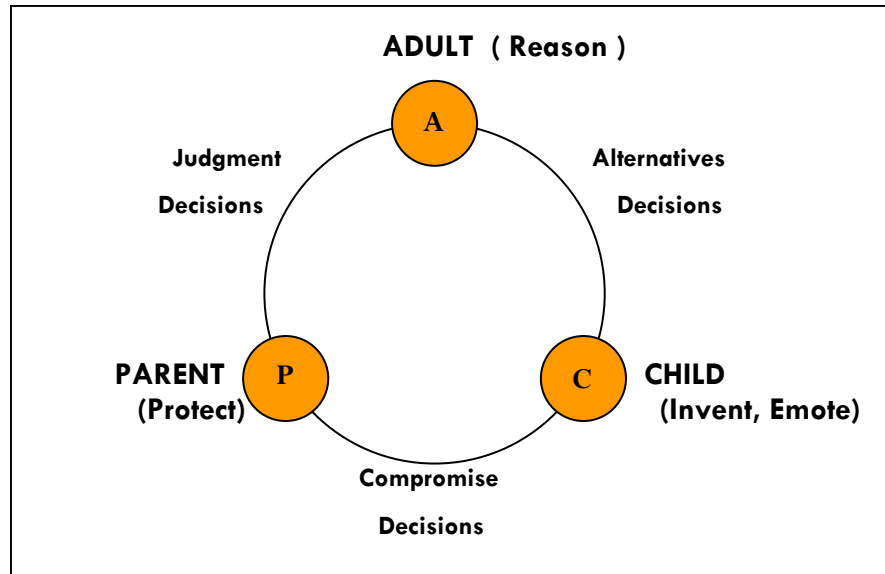 ADULT ( Reason )
A
Judgment
Decisions
Alternatives
Decisions
PARENT
(Protect)
P
C
CHILD
(Invent, Emote)
Compromise
Decisions